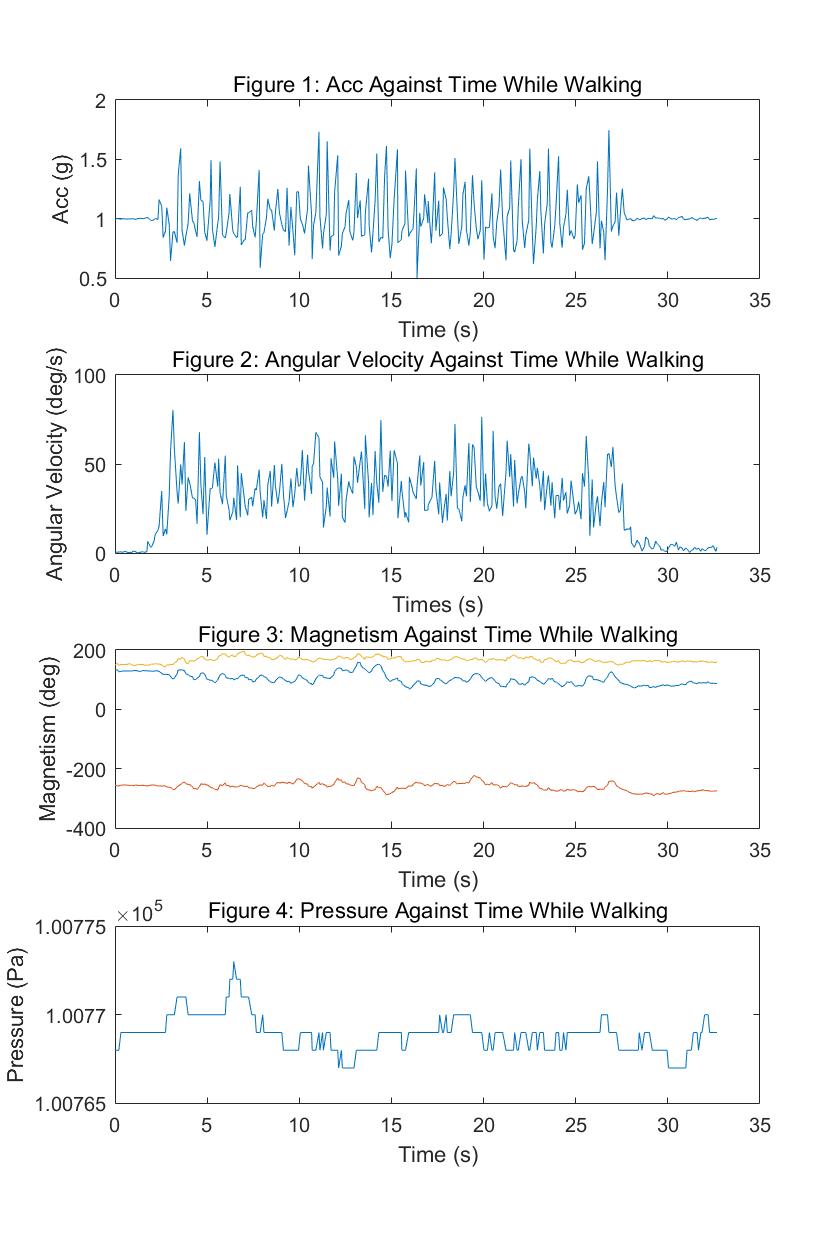 Figure 1: Acc Against Time While Walking
2
1.5
1
0.5
Acc (g)
0 5 10 15 20 25 30 35
Time (s)
Figure 2: Angular Velocity Against Time While Walking
100
50
0
Angular Velocity (deg/s)
0 5 10 15 20 25 30 35
Times (s)
Figure 3: Magnetism Against Time While Walking
200
0
-200
-400
Magnetism (deg)
0 5 10 15 20 25 30 35
Time (s)
×10⁵
Figure 4: Pressure Against Time While Walking
1.00775
1.0077
1.00765
Pressure (Pa)
0 5 10 15 20 25 30 35
Time (s)